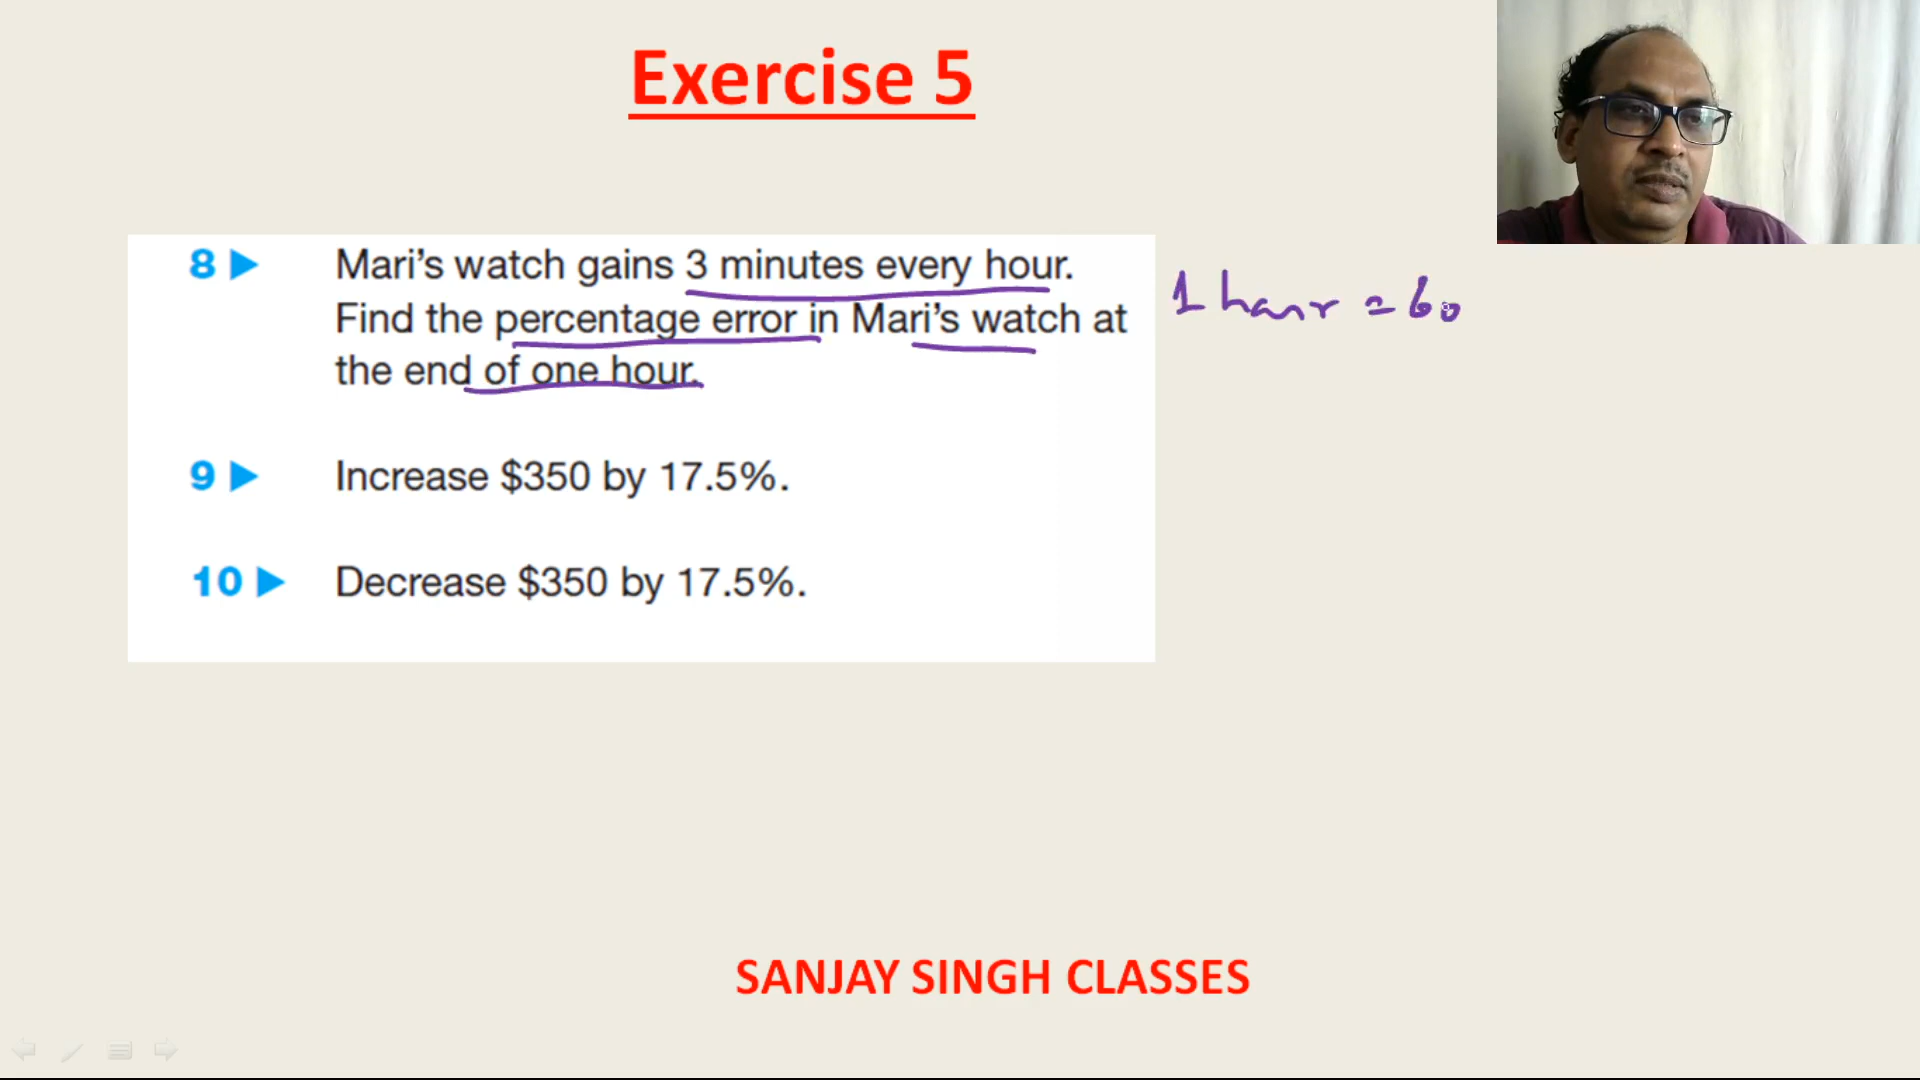 Exercise 5
8 Mari's watch gains 3 minutes every hour.
Find the percentage error in Mari's watch at
the end of one hour.
1 hour = 60
9 Increase $350 by 17.5%.
10 Decrease $350 by 17.5%.
SANJAY SINGH CLASSES